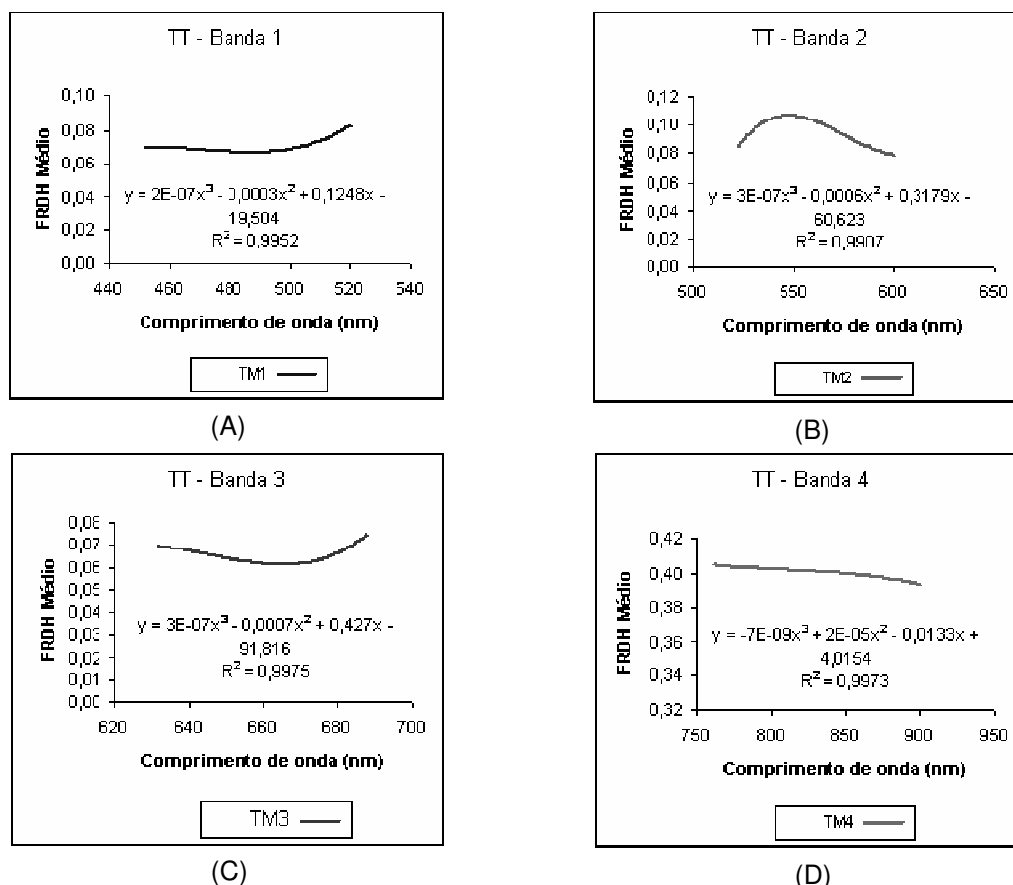 TT - Banda 1
FRDH Médio
0,10
0,08
0,06
0,04
0,02
0,00
y = 2E-07x³ - 0,0003x² + 0,1248x -
19,504
R² = 0,9952
440 460 480 500 520 540
Comprimento de onda (nm)
TM1
(A)
TT - Banda 2
FRDH Médio
0,12
0,10
0,08
0,06
0,04
0,02
0,00
y = 3E-07x³ - 0,0006x² + 0,3179x -
60,623
R² = 0,9907
500 550 600 650
Comprimento de onda (nm)
TM2
(B)
TT - Banda 3
FRDH Médio
0,08
0,07
0,06
0,05
0,04
0,03
0,02
0,01
0,00
y = 3E-07x³ - 0,0007x² + 0,427x -
91,816
R² = 0,9975
620 640 660 680 700
Comprimento de onda (nm)
TM3
(C)
TT - Banda 4
FRDH Médio
0,42
0,40
0,38
0,36
0,34
0,32
y = -7E-09x³ + 2E-05x² - 0,0133x +
4,0154
R² = 0,9973
750 800 850 900 950
Comprimento de onda (nm)
TM4
(D)